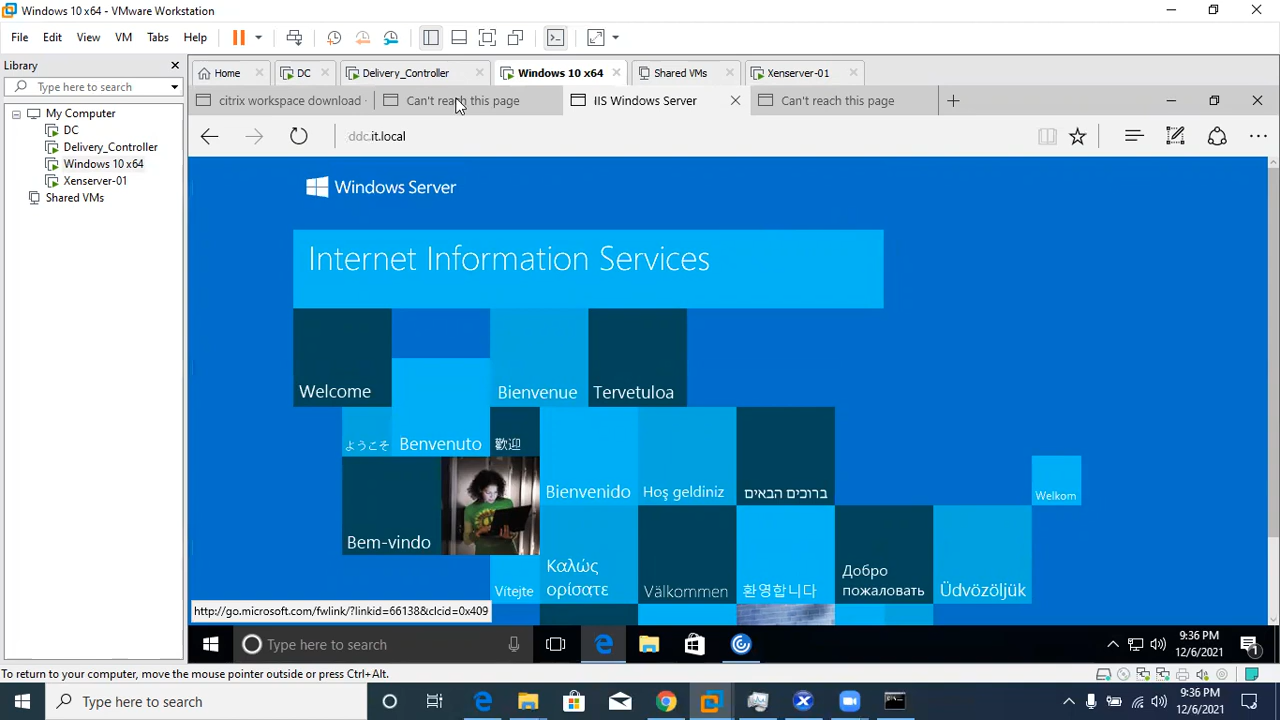 Windows 10 x64 - VMware Workstation
File Edit View VM Tabs Help
Library
Type here to search
My Computer
DC
Delivery_Controller
Windows 10 x64
Xenserver-01
Shared VMs
Home DC Delivery_Controller Windows 10 x64 Shared VMs Xenserver-01
citrix workspace download Can't reach this page IIS Windows Server Can't reach this page
ddc.it.local
Windows Server
Internet Information Services
Welcome Bienvenue Tervetuloa
ようこそ Benvenuto 歡迎
Bienvenido Hoş geldiniz ברוכים הבאים Welkom
Bem-vindo
Vítejte Καλώς ορίσατε Välkommen 환영합니다 Добро пожаловать Üdvözöljük
http://go.microsoft.com/fwlink/?linkid=66138&clcid=0x409
Type here to search
9:36 PM
12/6/2021
1
To return to your computer, move the mouse pointer outside or press Ctrl+Alt.
Type here to search
9:36 PM
12/6/2021